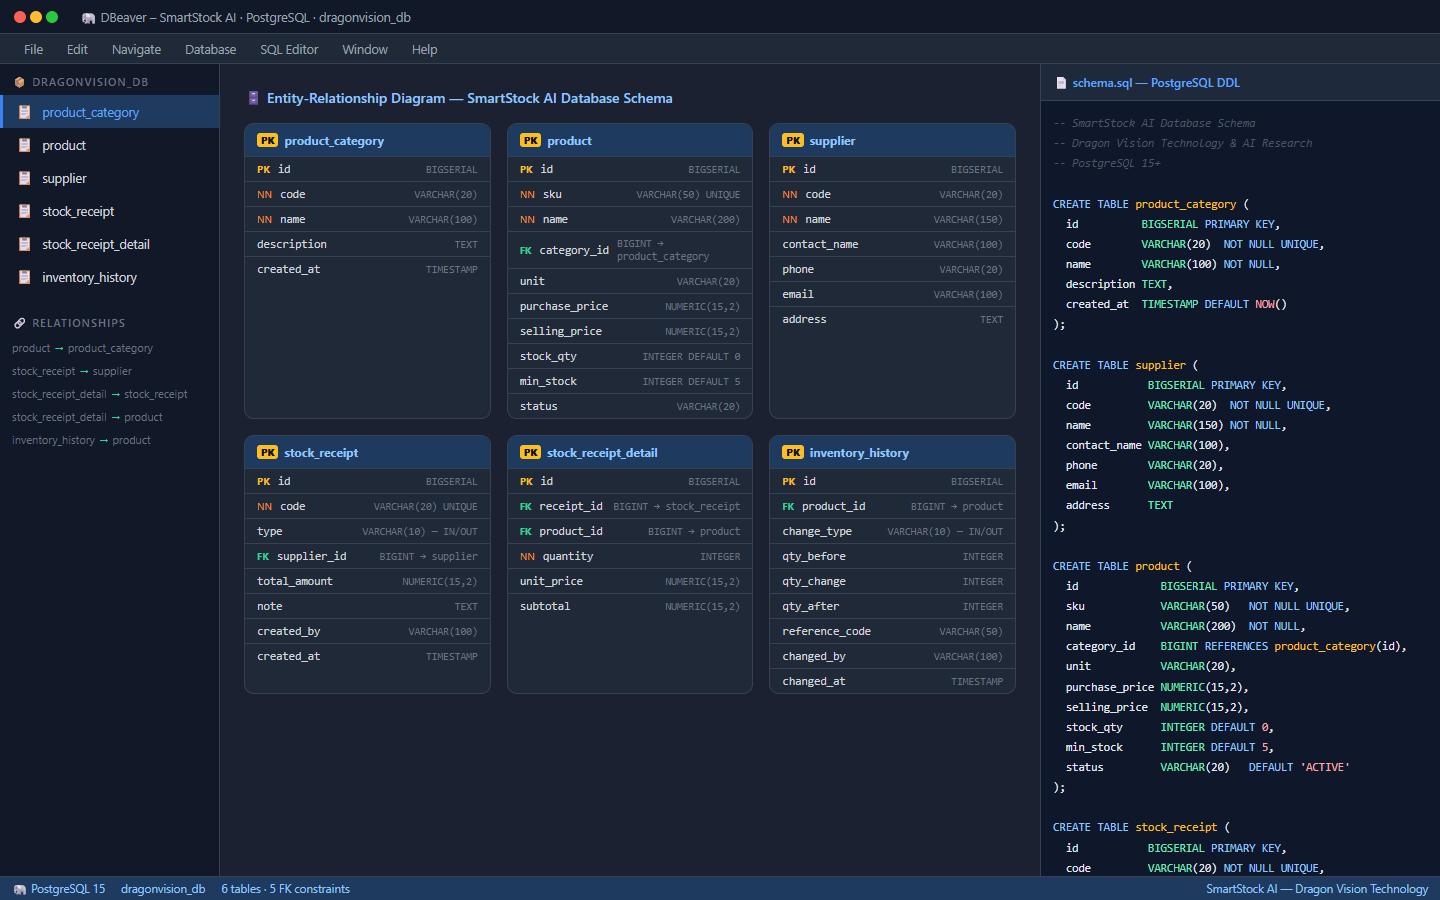 DBeaver – SmartStock AI · PostgreSQL · dragonvision_db
File Edit Navigate Database SQL Editor Window Help
DRAGONVISION_DB
product_category
product
supplier
stock_receipt
stock_receipt_detail
inventory_history
RELATIONSHIPS
product → product_category
stock_receipt → supplier
stock_receipt_detail → stock_receipt
stock_receipt_detail → product
inventory_history → product
Entity-Relationship Diagram — SmartStock AI Database Schema
PK product_category
PK id BIGSERIAL
NN code VARCHAR(20)
NN name VARCHAR(100)
description TEXT
created_at TIMESTAMP
PK product
PK id BIGSERIAL
NN sku VARCHAR(50) UNIQUE
NN name VARCHAR(200)
FK category_id BIGINT →
product_category
unit VARCHAR(20)
purchase_price NUMERIC(15,2)
selling_price NUMERIC(15,2)
stock_qty INTEGER DEFAULT 0
min_stock INTEGER DEFAULT 5
status VARCHAR(20)
PK supplier
PK id BIGSERIAL
NN code VARCHAR(20)
NN name VARCHAR(150)
contact_name VARCHAR(100)
phone VARCHAR(20)
email VARCHAR(100)
address TEXT
PK stock_receipt
PK id BIGSERIAL
NN code VARCHAR(20) UNIQUE
type VARCHAR(10) — IN/OUT
FK supplier_id BIGINT → supplier
total_amount NUMERIC(15,2)
note TEXT
created_by VARCHAR(100)
created_at TIMESTAMP
PK stock_receipt_detail
PK id BIGSERIAL
FK receipt_id BIGINT → stock_receipt
FK product_id BIGINT → product
NN quantity INTEGER
unit_price NUMERIC(15,2)
subtotal NUMERIC(15,2)
PK inventory_history
PK id BIGSERIAL
FK product_id BIGINT → product
change_type VARCHAR(10) — IN/OUT
qty_before INTEGER
qty_change INTEGER
qty_after INTEGER
reference_code VARCHAR(50)
changed_by VARCHAR(100)
changed_at TIMESTAMP
schema.sql — PostgreSQL DDL
-- SmartStock AI Database Schema
-- Dragon Vision Technology & AI Research
-- PostgreSQL 15+
CREATE TABLE product_category (
id BIGSERIAL PRIMARY KEY,
code VARCHAR(20) NOT NULL UNIQUE,
name VARCHAR(100) NOT NULL,
description TEXT,
created_at TIMESTAMP DEFAULT NOW()
);
CREATE TABLE supplier (
id BIGSERIAL PRIMARY KEY,
code VARCHAR(20) NOT NULL UNIQUE,
name VARCHAR(150) NOT NULL,
contact_name VARCHAR(100),
phone VARCHAR(20),
email VARCHAR(100),
address TEXT
);
CREATE TABLE product (
id BIGSERIAL PRIMARY KEY,
sku VARCHAR(50) NOT NULL UNIQUE,
name VARCHAR(200) NOT NULL,
category_id BIGINT REFERENCES product_category(id),
unit VARCHAR(20),
purchase_price NUMERIC(15,2),
selling_price NUMERIC(15,2),
stock_qty INTEGER DEFAULT 0,
min_stock INTEGER DEFAULT 5,
status VARCHAR(20) DEFAULT 'ACTIVE'
);
CREATE TABLE stock_receipt (
id BIGSERIAL PRIMARY KEY,
code VARCHAR(20) NOT NULL UNIQUE,
PostgreSQL 15 dragonvision_db 6 tables · 5 FK constraints
SmartStock AI — Dragon Vision Technology